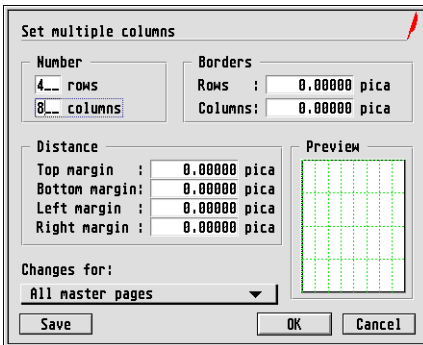 Set multiple columns
Number
4__ rows
8__ columns
Borders
Rows : 0.00000 pica
Columns: 0.00000 pica
Distance
Top margin : 0.00000 pica
Bottom margin: 0.00000 pica
Left margin : 0.00000 pica
Right margin : 0.00000 pica
Preview
Changes for:
All master pages
Save
OK
Cancel